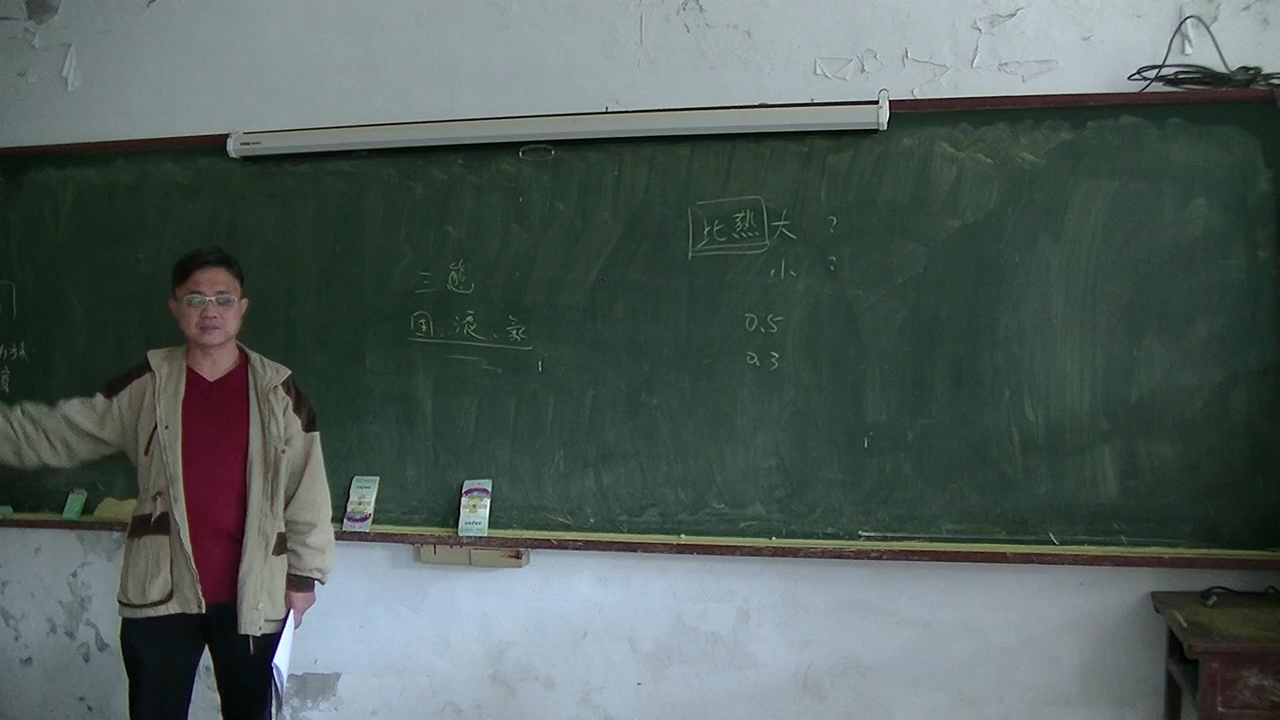 比熱大 ?
小 ?
三態
固、液、氣
0.5
0.3